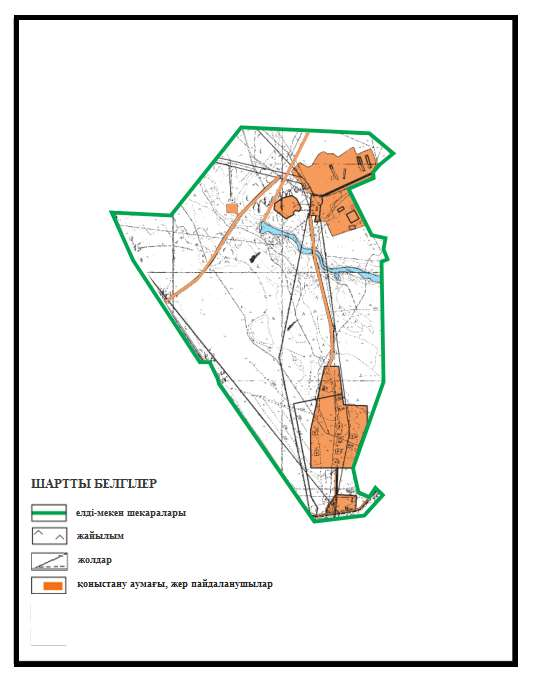 ШАРТТЫ БЕЛГІЛЕР
елді-мекен шекаралары
жайылым
жолдар
қоныстану аумағы, жер пайдаланушылар